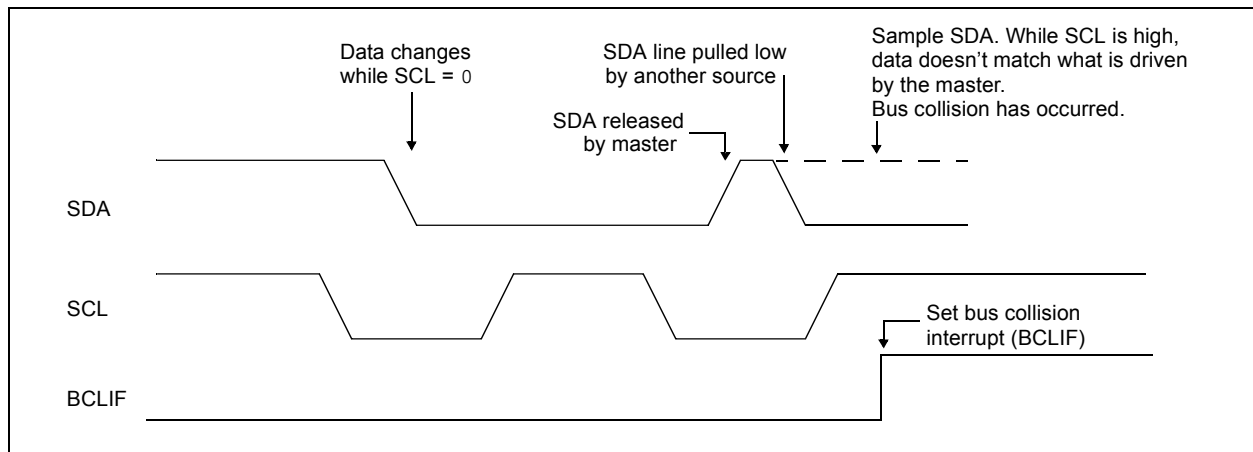 Data changes
while SCL = 0
SDA line pulled low
by another source
Sample SDA. While SCL is high,
data doesn't match what is driven
by the master.
Bus collision has occurred.
SDA released
by master
SDA
SCL
Set bus collision
interrupt (BCLIF)
BCLIF